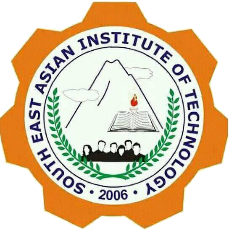 SOUTH EAST ASIAN INSTITUTE OF TECHNOLOGY
· 2006 ·